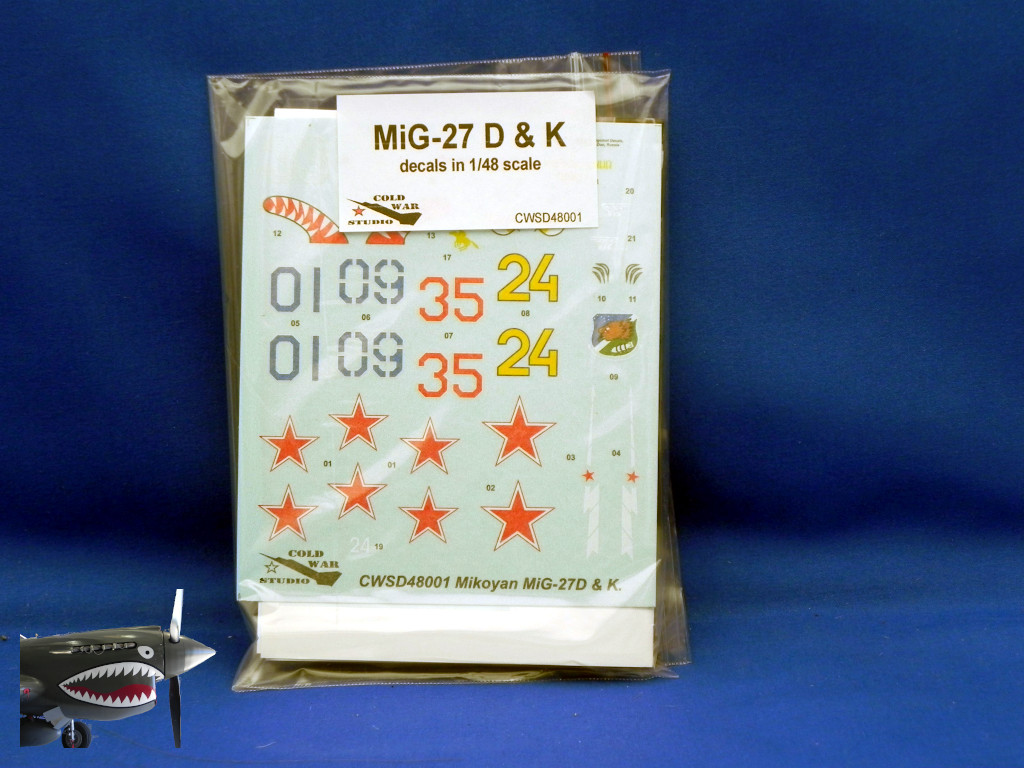 MiG-27 D & K
decals in 1/48 scale
COLD
WAR
STUDIO
CWSD48001
20
12
13
21
17
01 09 35 24
10 11
05 06 08
07
01 09 35 24
09
03 04
01 01
02
24 19
COLD
WAR
STUDIO
CWSD48001 Mikoyan MiG-27D & K.